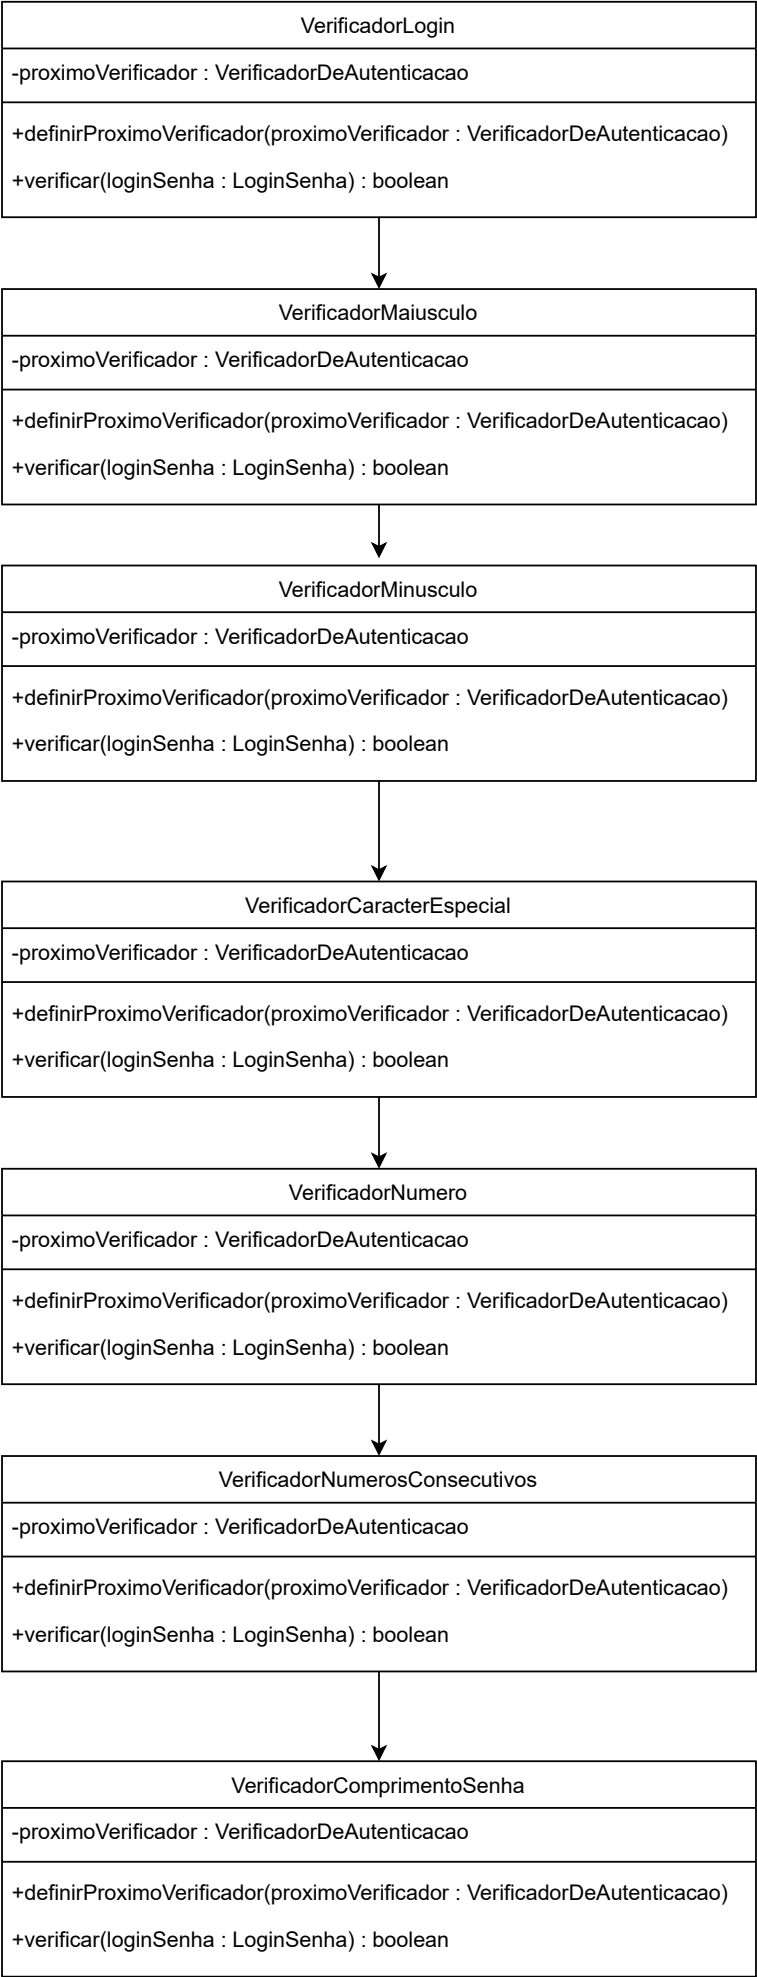 VerificadorLogin
-proximoVerificador : VerificadorDeAutenticacao
+definirProximoVerificador(proximoVerificador : VerificadorDeAutenticacao)
+verificar(loginSenha : LoginSenha) : boolean
VerificadorMaiusculo
-proximoVerificador : VerificadorDeAutenticacao
+definirProximoVerificador(proximoVerificador : VerificadorDeAutenticacao)
+verificar(loginSenha : LoginSenha) : boolean
VerificadorMinusculo
-proximoVerificador : VerificadorDeAutenticacao
+definirProximoVerificador(proximoVerificador : VerificadorDeAutenticacao)
+verificar(loginSenha : LoginSenha) : boolean
VerificadorCaracterEspecial
-proximoVerificador : VerificadorDeAutenticacao
+definirProximoVerificador(proximoVerificador : VerificadorDeAutenticacao)
+verificar(loginSenha : LoginSenha) : boolean
VerificadorNumero
-proximoVerificador : VerificadorDeAutenticacao
+definirProximoVerificador(proximoVerificador : VerificadorDeAutenticacao)
+verificar(loginSenha : LoginSenha) : boolean
VerificadorNumerosConsecutivos
-proximoVerificador : VerificadorDeAutenticacao
+definirProximoVerificador(proximoVerificador : VerificadorDeAutenticacao)
+verificar(loginSenha : LoginSenha) : boolean
VerificadorComprimentoSenha
-proximoVerificador : VerificadorDeAutenticacao
+definirProximoVerificador(proximoVerificador : VerificadorDeAutenticacao)
+verificar(loginSenha : LoginSenha) : boolean